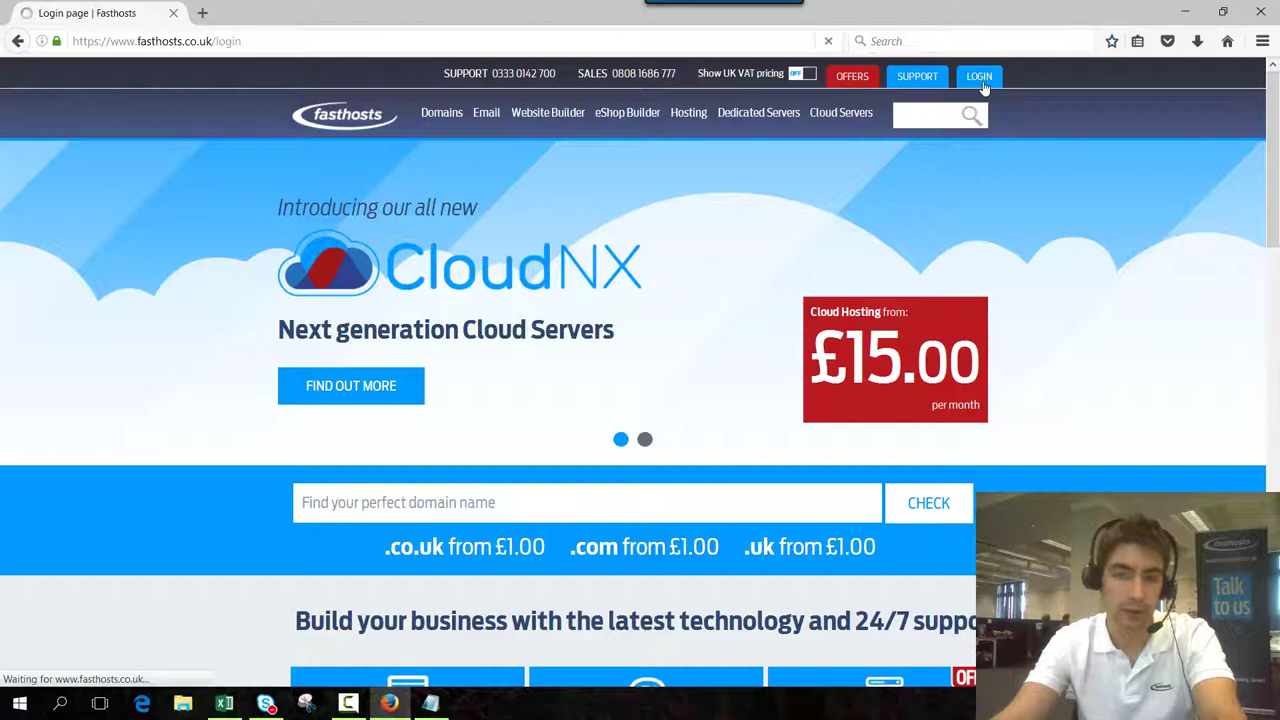 Login page | Fasthosts
https://www.fasthosts.co.uk/login
Search
SUPPORT 0333 0142 700
SALES 0808 1686 777
Show UK VAT pricing
OFF
OFFERS
SUPPORT
LOGIN
fasthosts
Domains
Email
Website Builder
eShop Builder
Hosting
Dedicated Servers
Cloud Servers
Introducing our all new
CloudNX
Next generation Cloud Servers
FIND OUT MORE
Cloud Hosting from:
£15.00
per month
Find your perfect domain name
CHECK
.co.uk from £1.00
.com from £1.00
.uk from £1.00
Build your business with the latest technology and 24/7 suppo
OF
Waiting for www.fasthosts.co.uk...
fasthosts
Talk
to us
fasthosts